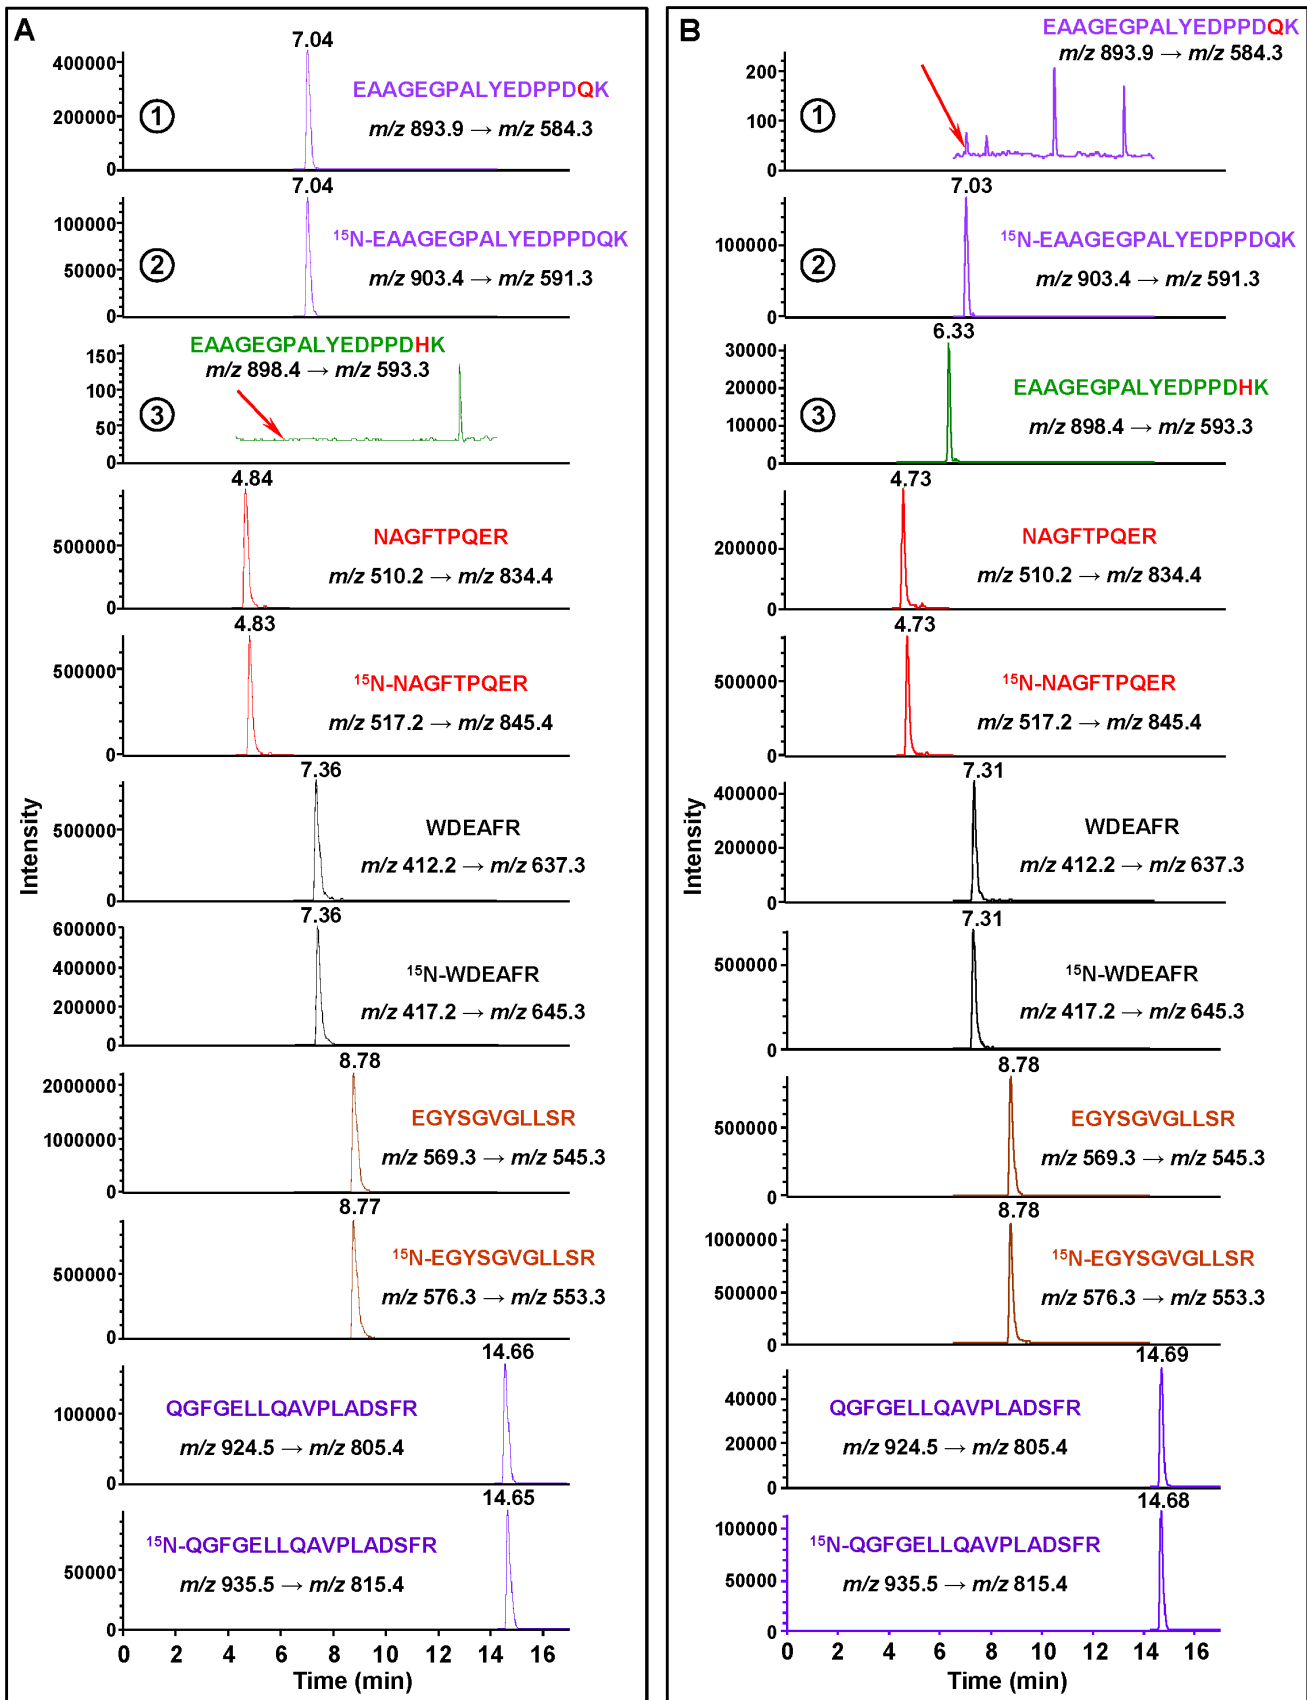 A
7.04
400000
200000
0
①
EAAGEGPALYEDPPDQK
m/z 893.9 → m/z 584.3
7.04
100000
50000
0
②
¹⁵N-EAAGEGPALYEDPPDQK
m/z 903.4 → m/z 591.3
EAAGEGPALYEDPPDHK
m/z 898.4 → m/z 593.3
150
100
50
0
③
4.84
500000
0
NAGFTPQER
m/z 510.2 → m/z 834.4
4.83
500000
0
¹⁵N-NAGFTPQER
m/z 517.2 → m/z 845.4
7.36
500000
0
WDEAFR
m/z 412.2 → m/z 637.3
7.36
600000
400000
200000
0
¹⁵N-WDEAFR
m/z 417.2 → m/z 645.3
8.78
2000000
1000000
0
EGYSGVGLLSR
m/z 569.3 → m/z 545.3
8.77
500000
0
¹⁵N-EGYSGVGLLSR
m/z 576.3 → m/z 553.3
14.66
100000
0
QGFGELLQAVPLADSFR
m/z 924.5 → m/z 805.4
14.65
50000
0
¹⁵N-QGFGELLQAVPLADSFR
m/z 935.5 → m/z 815.4
Intensity
0 2 4 6 8 10 12 14 16
Time (min)
B
EAAGEGPALYEDPPDQK
m/z 893.9 → m/z 584.3
200
100
0
①
7.03
100000
0
②
¹⁵N-EAAGEGPALYEDPPDQK
m/z 903.4 → m/z 591.3
6.33
30000
20000
10000
0
③
EAAGEGPALYEDPPDHK
m/z 898.4 → m/z 593.3
4.73
200000
0
NAGFTPQER
m/z 510.2 → m/z 834.4
4.73
500000
0
¹⁵N-NAGFTPQER
m/z 517.2 → m/z 845.4
7.31
400000
200000
0
WDEAFR
m/z 412.2 → m/z 637.3
7.31
500000
0
¹⁵N-WDEAFR
m/z 417.2 → m/z 645.3
8.78
500000
0
EGYSGVGLLSR
m/z 569.3 → m/z 545.3
8.78
1000000
500000
0
¹⁵N-EGYSGVGLLSR
m/z 576.3 → m/z 553.3
14.69
40000
20000
0
QGFGELLQAVPLADSFR
m/z 924.5 → m/z 805.4
14.68
100000
50000
0
¹⁵N-QGFGELLQAVPLADSFR
m/z 935.5 → m/z 815.4
Intensity
0 2 4 6 8 10 12 14 16
Time (min)